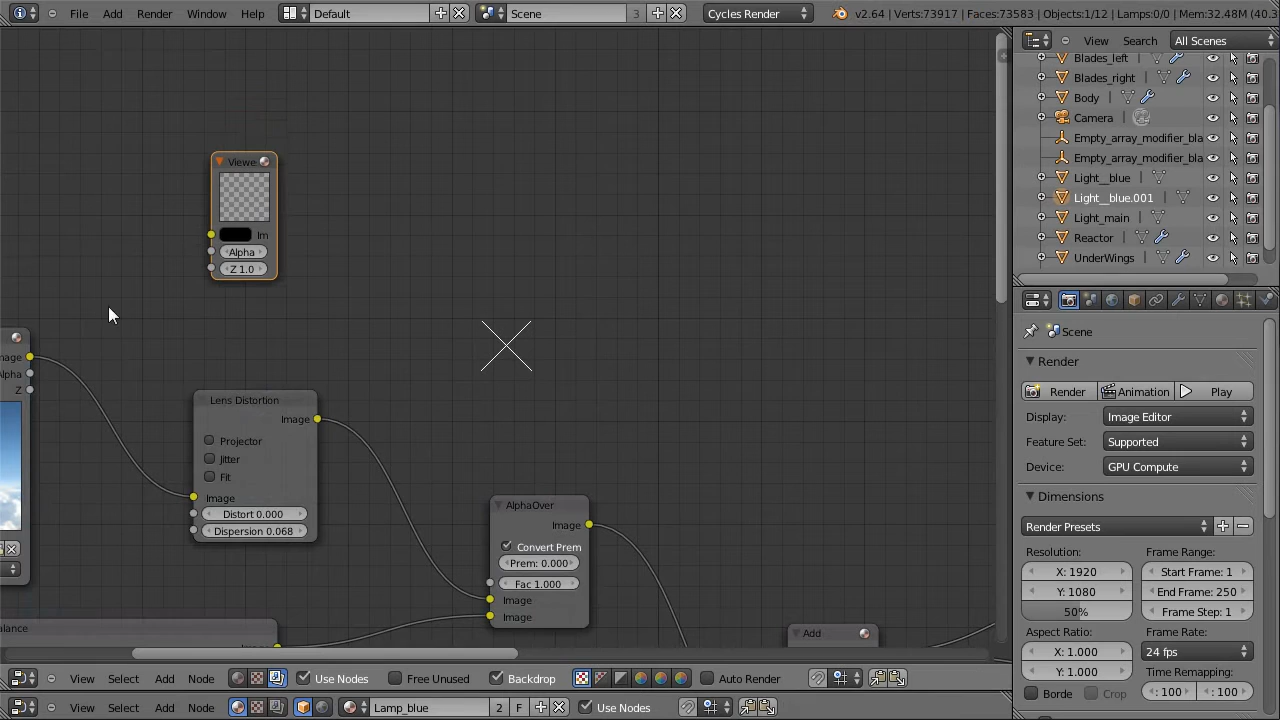 File Add Render Window Help Default Scene 3 Cycles Render v2.64 | Verts:73917 | Faces:73583 | Objects:1/12 | Lamps:0/0 | Mem:32.48M (40.3
View Search All Scenes
Blades_left
Blades_right
Body
Camera
Empty_array_modifier_bla
Empty_array_modifier_bla
Light__blue
Light__blue.001
Light_main
Reactor
UnderWings
Viewe
Im
Alpha
Z 1.0
Image
Alpha
Z
Lens Distortion
Image
Projector
Jitter
Fit
Image
Distort 0.000
Dispersion 0.068
AlphaOver
Image
Convert Prem
Prem: 0.000
Fac 1.000
Image
Image
alance
Add
Scene
Render
Render Animation Play
Display: Image Editor
Feature Set: Supported
Device: GPU Compute
Dimensions
Render Presets
Resolution: Frame Range:
X: 1920 Start Frame: 1
Y: 1080 End Frame: 250
50% Frame Step: 1
Aspect Ratio: Frame Rate:
X: 1.000 24 fps
Y: 1.000 Time Remapping:
Borde Crop : 100 : 100
View Select Add Node Use Nodes Free Unused Backdrop Auto Render
View Select Add Node Lamp_blue 2 F Use Nodes